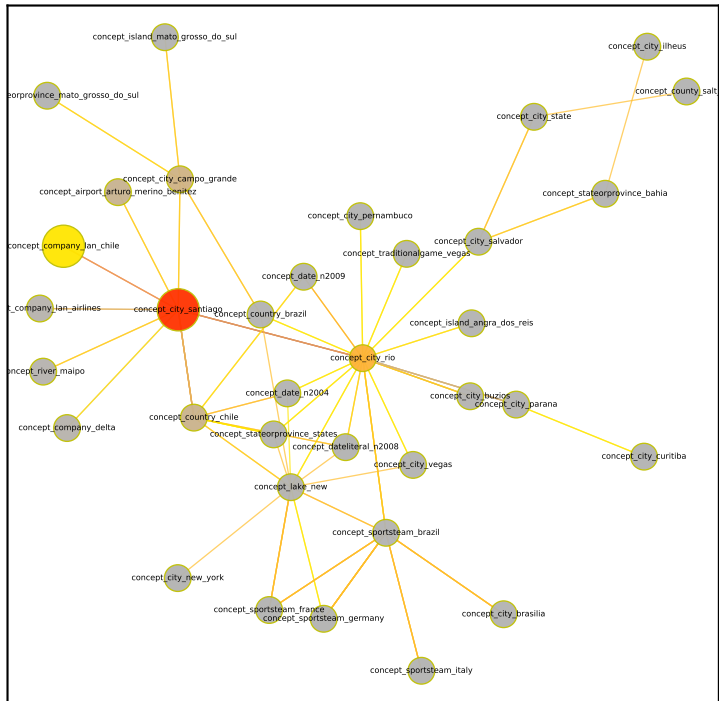 concept_island_mato_grosso_do_sul
concept_city_ilheus
concept_county_salt
eorprovince_mato_grosso_do_sul
concept_city_state
concept_city_campo_grande
concept_airport_arturo_merino_benitez
concept_stateorprovince_bahia
concept_city_pernambuco
concept_company_lan_chile
concept_city_salvador
concept_traditionalgame_vegas
concept_date_n2009
t_company_lan_airlines
concept_city_santiago
concept_country_brazil
concept_island_angra_dos_reis
concept_city_rio
oncept_river_maipo
concept_date_n2004
concept_city_buzios
concept_city_parana
concept_country_chile
concept_company_delta
concept_stateorprovince_states
concept_dateliteral_n2008
concept_city_curitiba
concept_city_vegas
concept_lake_new
concept_sportsteam_brazil
concept_city_new_york
concept_sportsteam_france
concept_sportsteam_germany
concept_city_brasilia
concept_sportsteam_italy